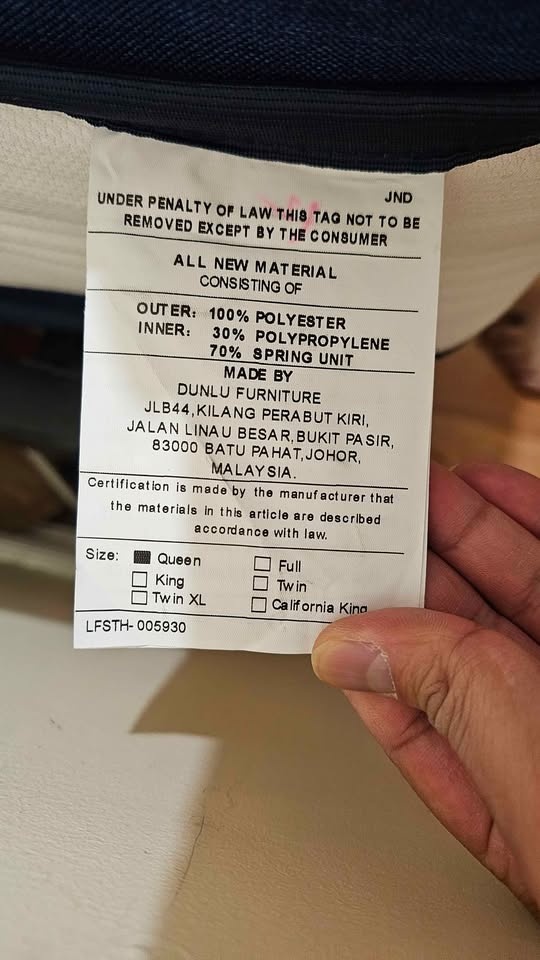 JND
UNDER PENALTY OF LAW THIS TAG NOT TO BE
REMOVED EXCEPT BY THE CONSUMER
ALL NEW MATERIAL
CONSISTING OF
OUTER: 100% POLYESTER
INNER: 30% POLYPROPYLENE
70% SPRING UNIT
MADE BY
DUNLU FURNITURE
JLB44,KILANG PERABUT KIRI,
JALAN LINAU BESAR,BUKIT PASIR,
83000 BATU PAHAT,JOHOR,
MALAYSIA.
Certification is made by the manufacturer that
the materials in this article are described
accordance with law.
Size: Queen Full
King Twin
Twin XL California King
LFSTH-005930